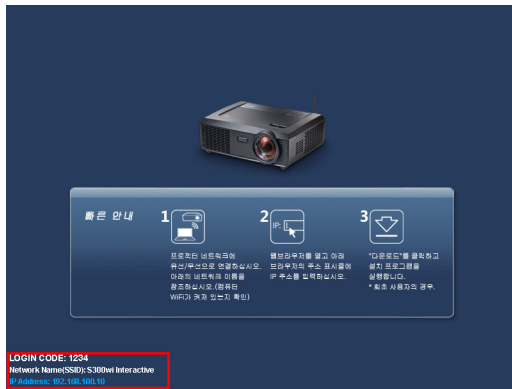 빠른 안내
1
프로젝터 네트워크에
유선/무선으로 연결하십시오.
아래의 네트워크 이름을
참조하십시오.(컴퓨터
WiFi가 켜져 있는지 확인)
2
IP:
웹브라우저를 열고 아래
브라우저의 주소 표시줄에
IP 주소를 입력하십시오.
3
"다운로드"를 클릭하고
설치 프로그램을
실행합니다.
* 최초 사용자의 경우.
LOGIN CODE: 1234
Network Name(SSID): S300wi Interactive
IP Address: 192.168.100.10